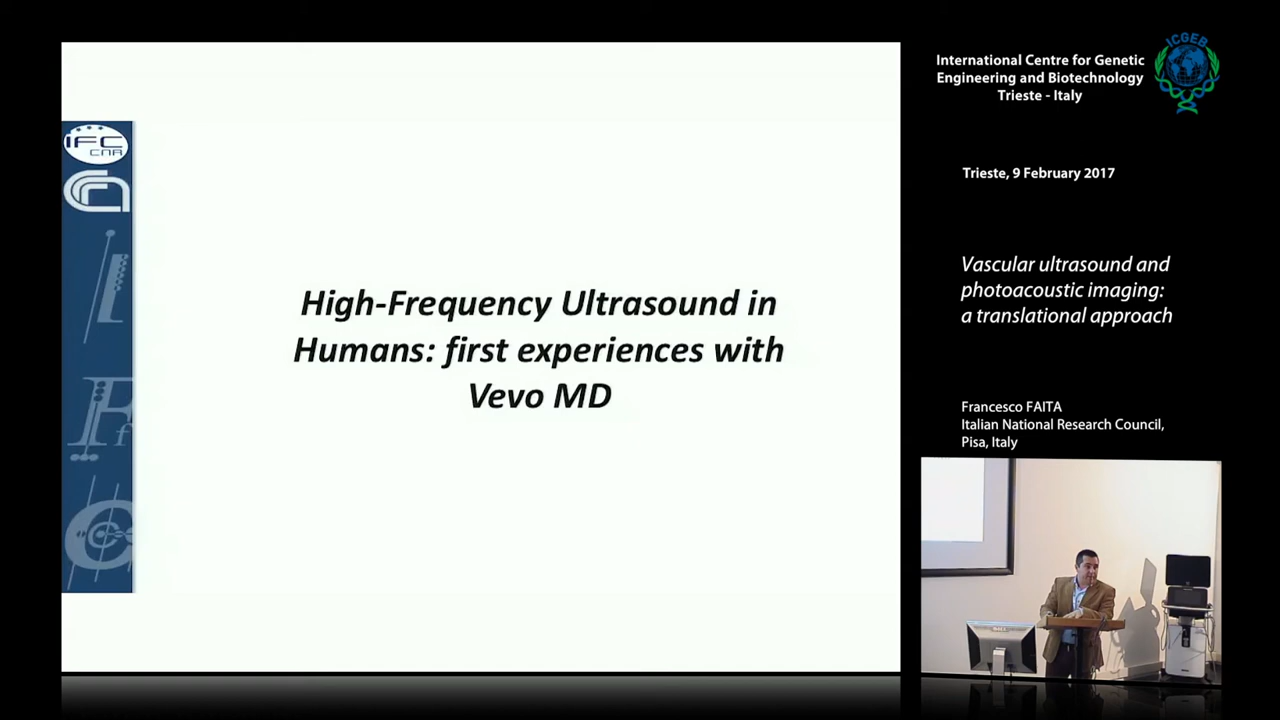 IFC
CNR
High-Frequency Ultrasound in
Humans: first experiences with
Vevo MD
International Centre for Genetic
Engineering and Biotechnology
Trieste - Italy
ICGEB
Trieste, 9 February 2017
Vascular ultrasound and
photoacoustic imaging:
a translational approach
Francesco FAITA
Italian National Research Council,
Pisa, Italy
DELL